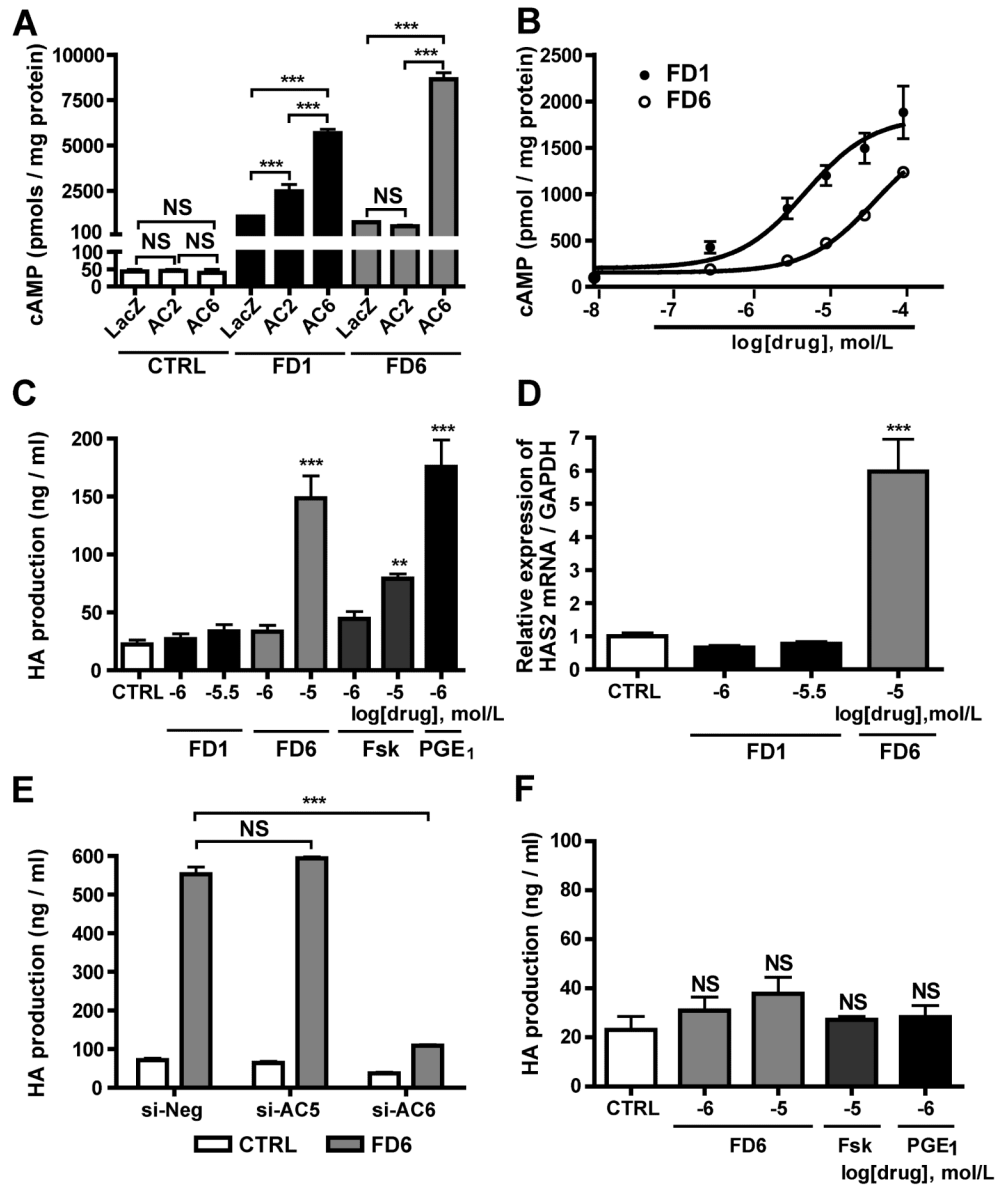 A
cAMP (pmols / mg protein)
10000
7500
5000
2500
100
100
50
0
NS
NS
NS
***
***
***
***
***
NS
LacZ
AC2
AC6
LacZ
AC2
AC6
LacZ
AC2
AC6
CTRL
FD1
FD6
B
cAMP (pmol / mg protein)
2500
2000
1500
1000
500
0
FD1
FD6
-8
-7
-6
-5
-4
log[drug], mol/L
C
HA production (ng / ml)
200
150
100
50
0
***
**
***
CTRL
-6
-5.5
-6
-5
-6
-5
-6
log[drug], mol/L
FD1
FD6
Fsk
PGE1
D
Relative expression of
HAS2 mRNA / GAPDH
7
6
5
4
3
2
1
0
***
CTRL
-6
-5.5
-5
log[drug],mol/L
FD1
FD6
E
HA production (ng / ml)
600
500
400
300
200
100
0
***
NS
si-Neg
si-AC5
si-AC6
CTRL
FD6
F
HA production (ng / ml)
100
80
60
40
20
0
NS
NS
NS
NS
CTRL
-6
-5
-5
-6
FD6
Fsk
PGE1
log[drug], mol/L